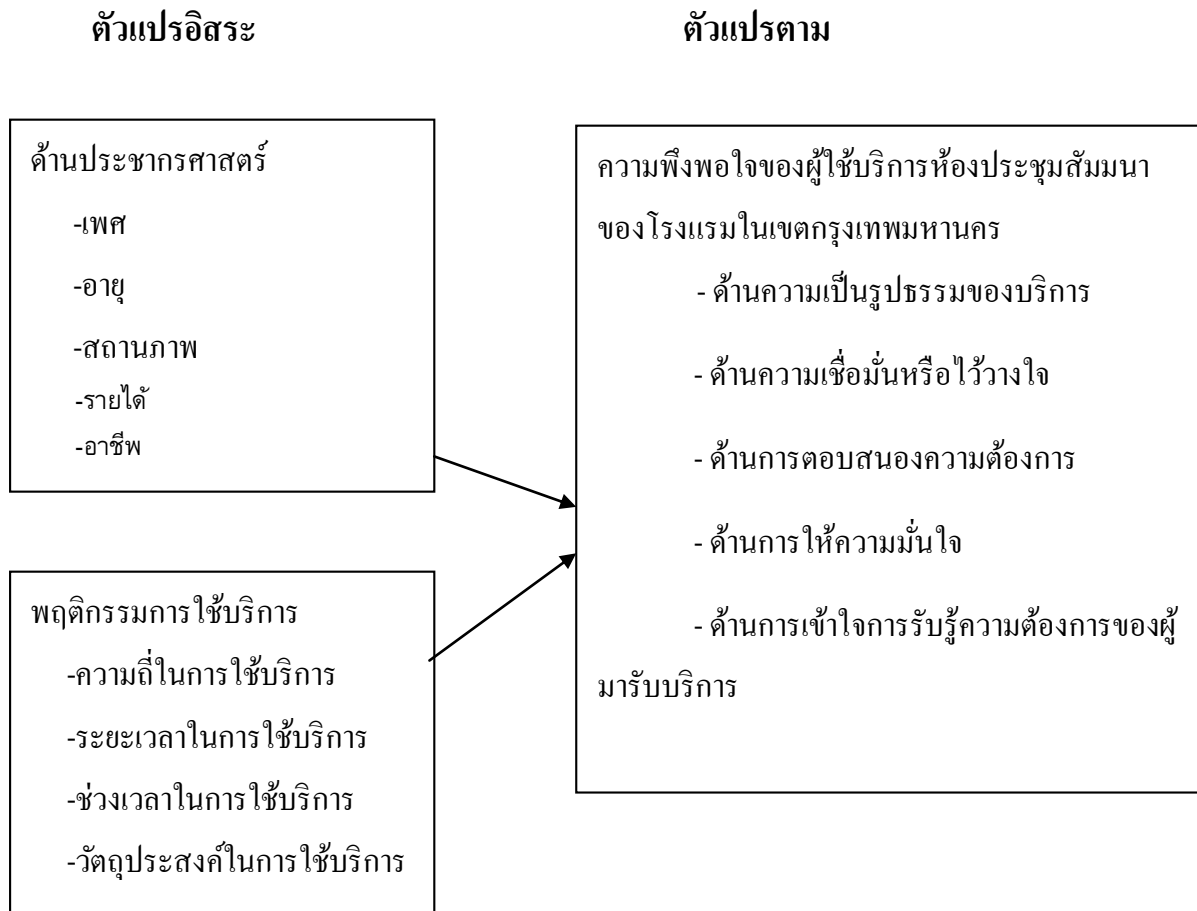 ตัวแปรอิสระ
ตัวแปรตาม
ด้านประชากรศาสตร์
-เพศ
-อายุ
-สถานภาพ
-รายได้
-อาชีพ
พฤติกรรมการใช้บริการ
-ความถี่ในการใช้บริการ
-ระยะเวลาในการใช้บริการ
-ช่วงเวลาในการใช้บริการ
-วัตถุประสงค์ในการใช้บริการ
ความพึงพอใจของผู้ใช้บริการห้องประชุมสัมมนา
ของโรงแรมในเขตกรุงเทพมหานคร
- ด้านความเป็นรูปธรรมของบริการ
- ด้านความเชื่อมั่นหรือไว้วางใจ
- ด้านการตอบสนองความต้องการ
- ด้านการให้ความมั่นใจ
- ด้านการเข้าใจการรับรู้ความต้องการของผู้
มารับบริการ